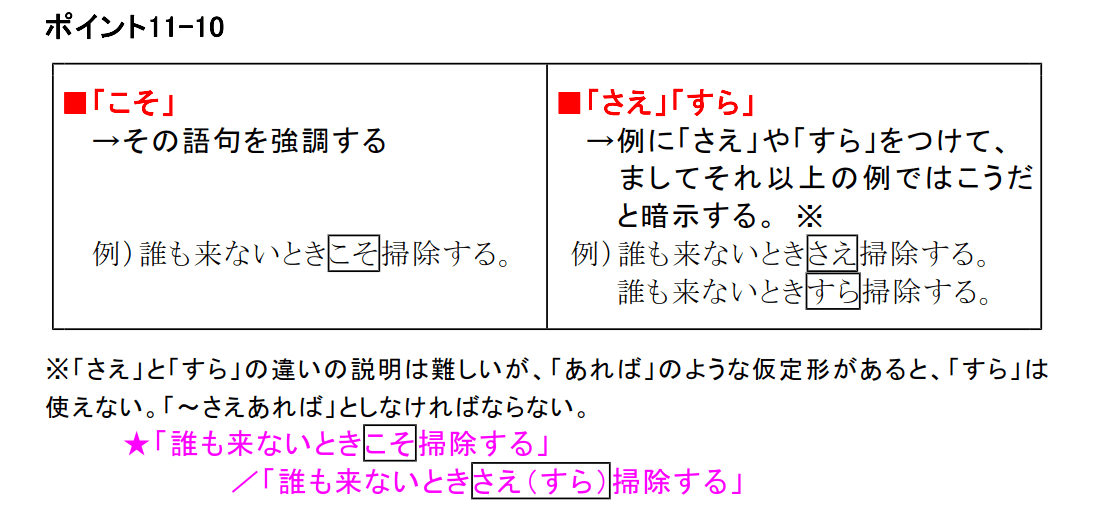 ポイント11-10
■「こそ」
→その語句を強調する
例）誰も来ないときこそ掃除する。
■「さえ」「すら」
→例に「さえ」や「すら」をつけて、
ましてそれ以上の例ではこうだ
と暗示する。 ※
例）誰も来ないときさえ掃除する。
誰も来ないときすら掃除する。
※「さえ」と「すら」の違いの説明は難しいが、「あれば」のような仮定形があると、「すら」は
使えない。「～さえあれば」としなければならない。
★「誰も来ないときこそ掃除する」
／「誰も来ないときさえ（すら）掃除する」